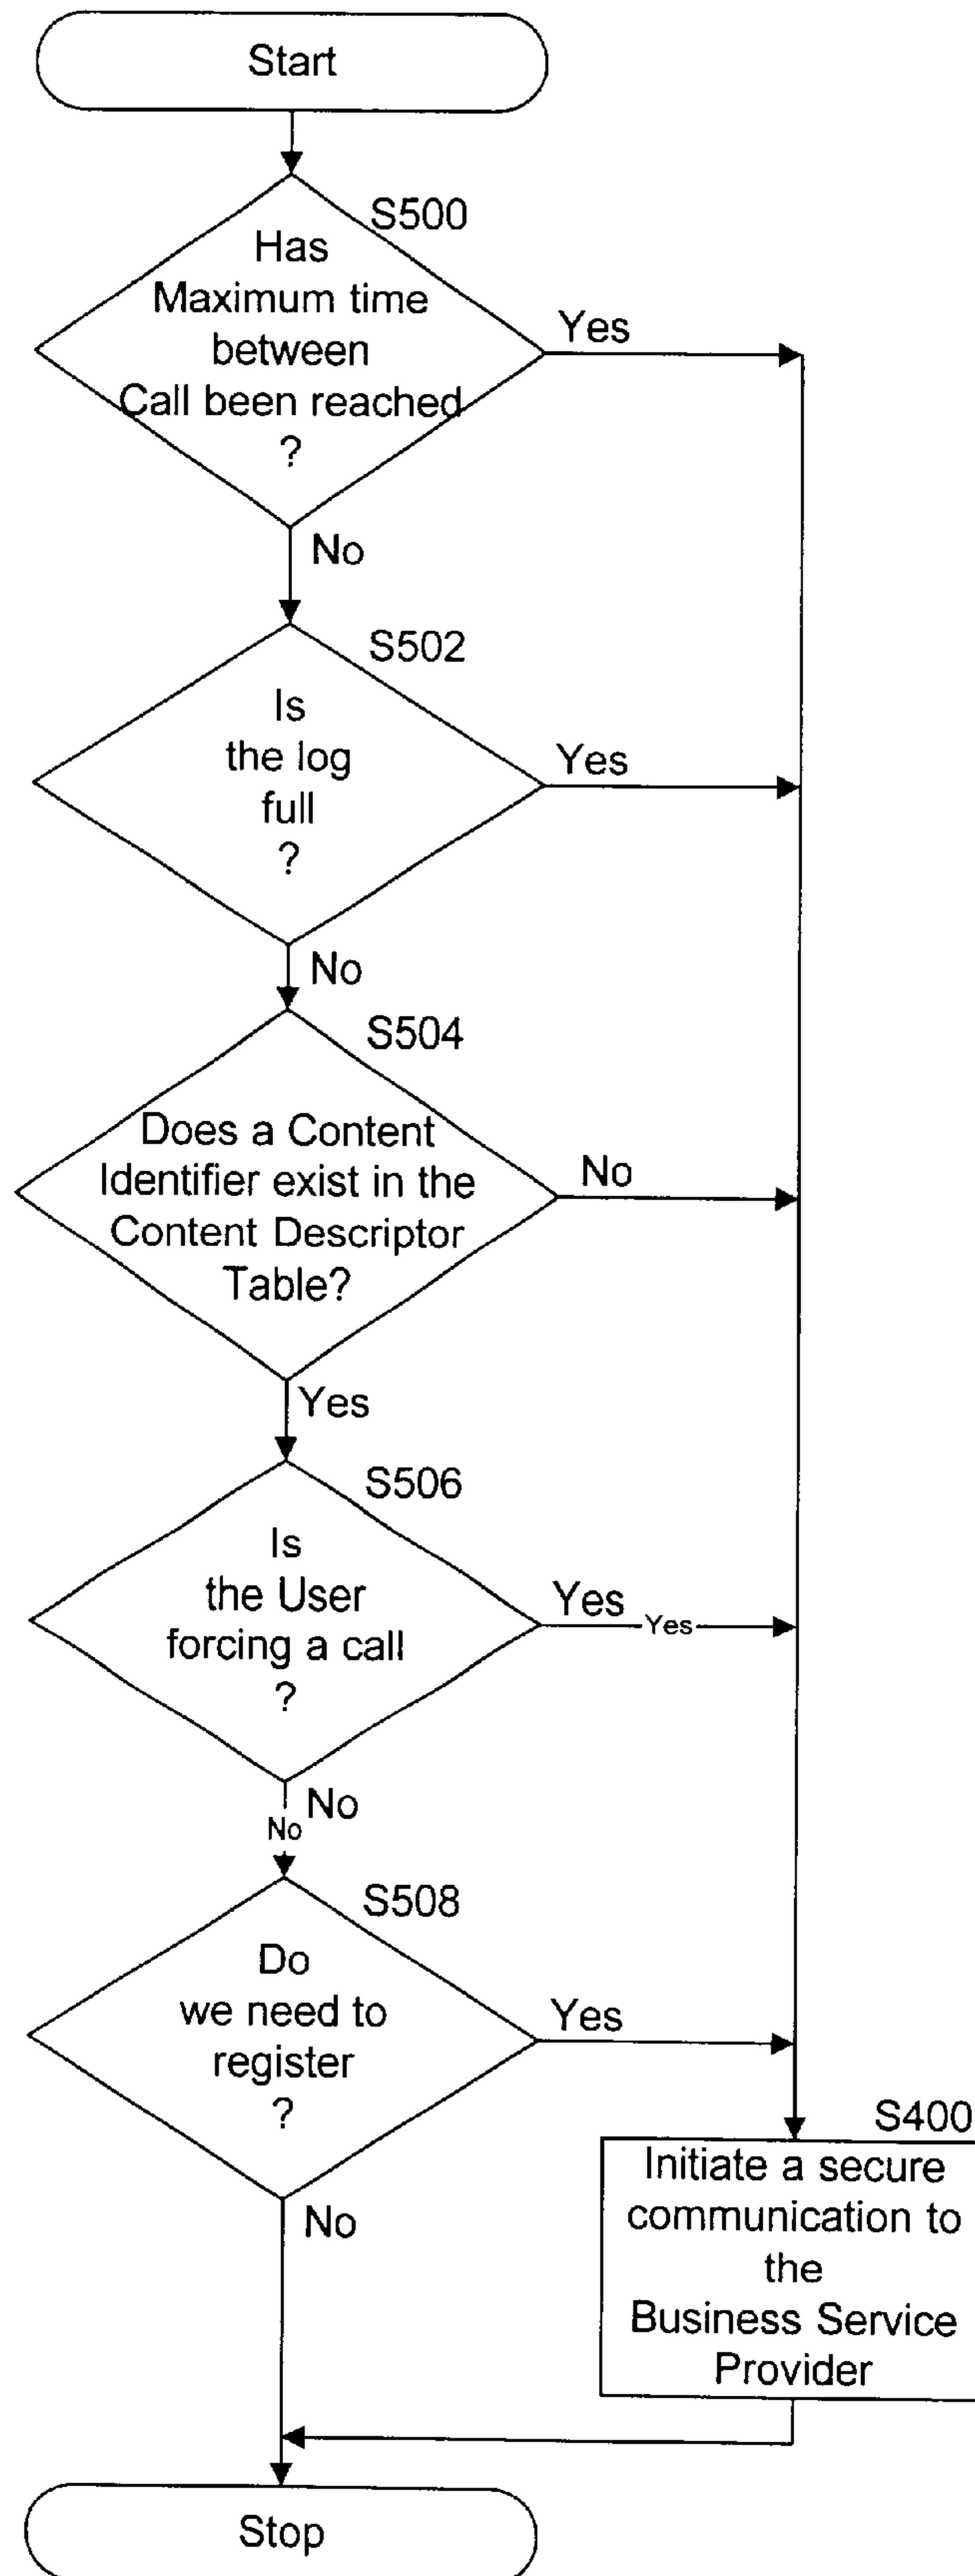 Start
S500
Has
Maximum time
between
Call been reached
?
Yes
No
S502
Is
the log
full
?
Yes
No
S504
Does a Content
Identifier exist in the
Content Descriptor
Table?
No
Yes
S506
Is
the User
forcing a call
?
Yes
Yes
No
No
S508
Do
we need to
register
?
Yes
No
S400
Initiate a secure
communication to
the
Business Service
Provider
Stop